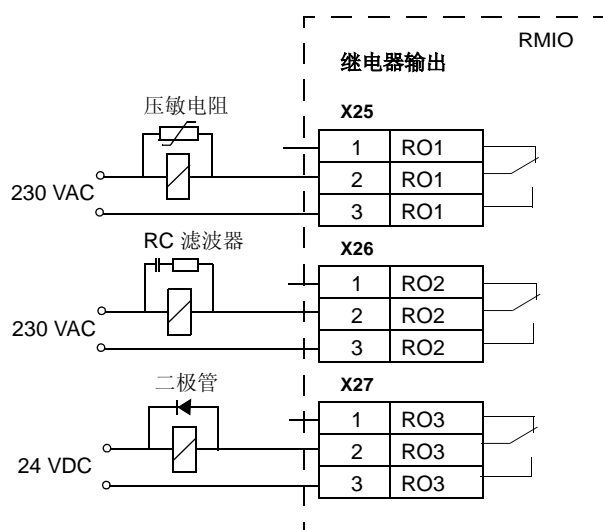 RMIO
继电器输出
压敏电阻
X25
1 RO1
2 RO1
3 RO1
230 VAC
RC 滤波器
X26
1 RO2
2 RO2
3 RO2
230 VAC
二极管
X27
1 RO3
2 RO3
3 RO3
24 VDC